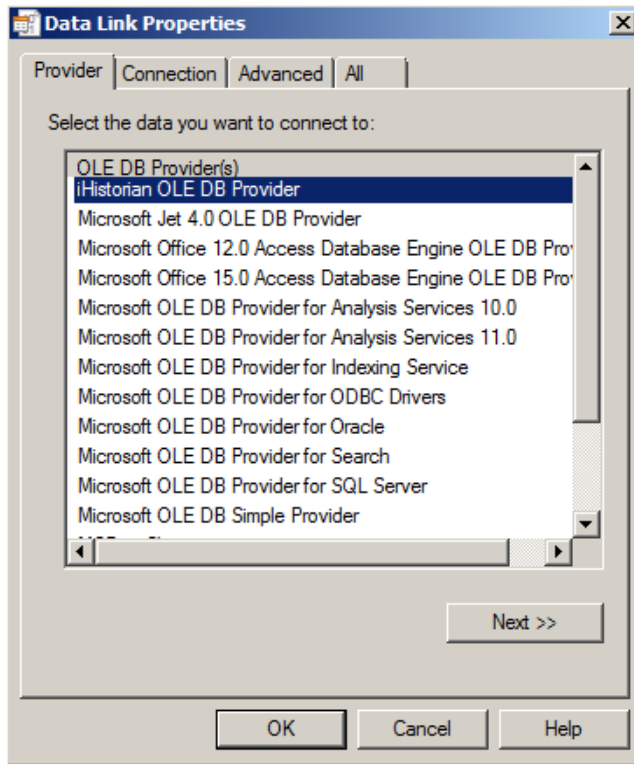 Data Link Properties
Provider Connection Advanced All
Select the data you want to connect to:
OLE DB Provider(s)
iHistorian OLE DB Provider
Microsoft Jet 4.0 OLE DB Provider
Microsoft Office 12.0 Access Database Engine OLE DB Pro
Microsoft Office 15.0 Access Database Engine OLE DB Pro
Microsoft OLE DB Provider for Analysis Services 10.0
Microsoft OLE DB Provider for Analysis Services 11.0
Microsoft OLE DB Provider for Indexing Service
Microsoft OLE DB Provider for ODBC Drivers
Microsoft OLE DB Provider for Oracle
Microsoft OLE DB Provider for Search
Microsoft OLE DB Provider for SQL Server
Microsoft OLE DB Simple Provider
Next >>
OK Cancel Help